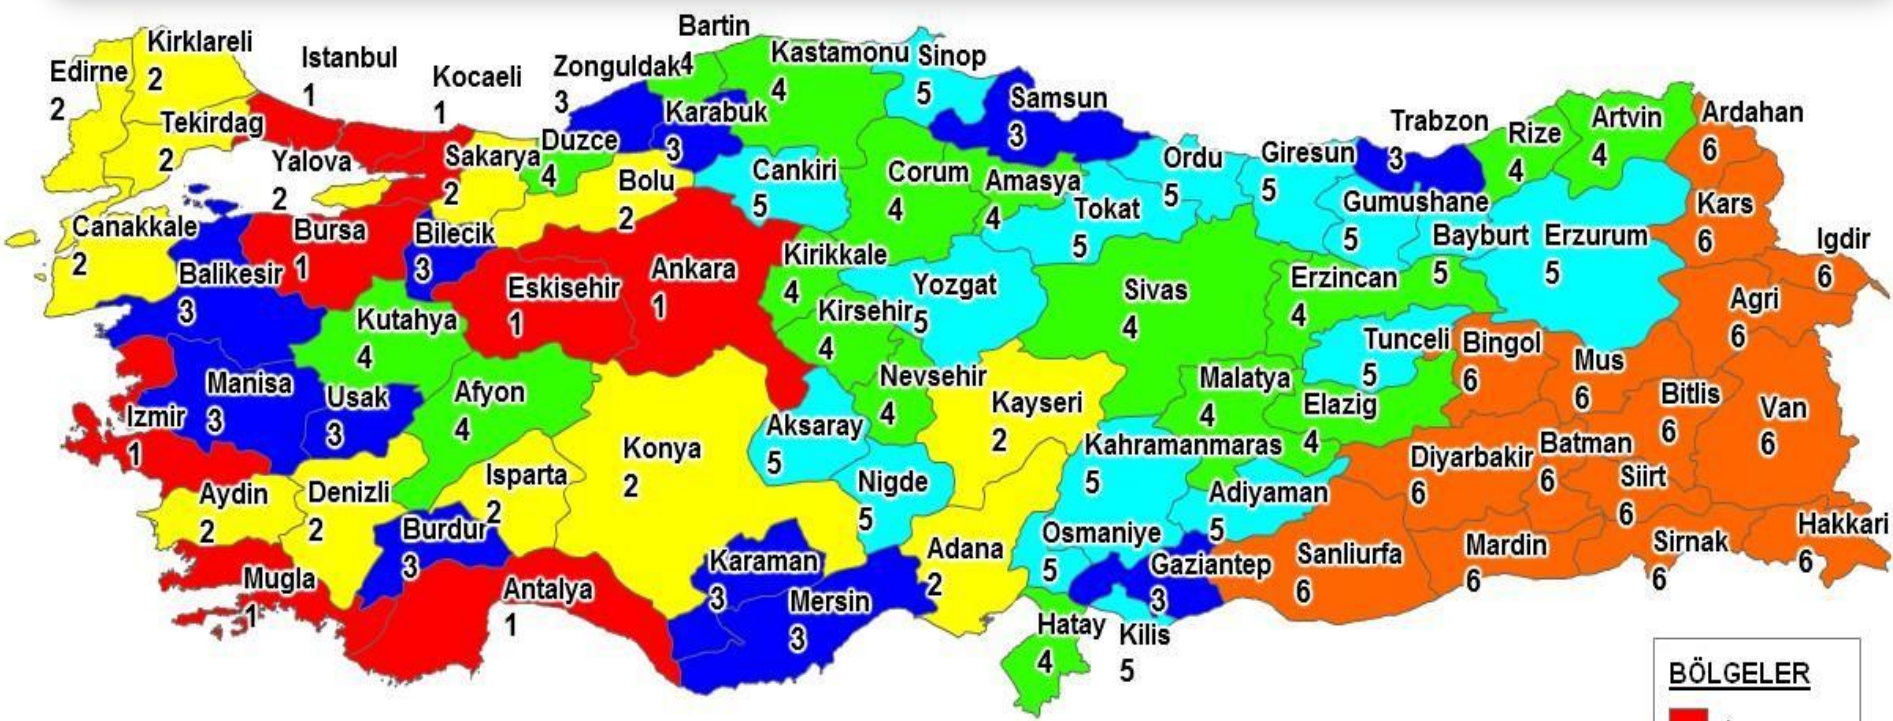 Bartin
4
Kirklareli
2
Istanbul
1
Kocaeli
1
Zonguldak
3
Kastamonu
4
Sinop
5
Edirne
2
Karabuk
3
Samsun
3
Tekirdag
2
Yalova
2
Sakarya
2
Duzce
4
Bolu
2
Cankiri
5
Corum
4
Amasya
4
Tokat
5
Ordu
5
Giresun
5
Trabzon
3
Rize
4
Artvin
4
Ardahan
6
Canakkale
2
Balikesir
3
Bursa
1
Bilecik
3
Eskisehir
1
Ankara
1
Kirikkale
4
Kirsehir
4
Yozgat
5
Sivas
4
Gumushane
5
Bayburt
5
Erzurum
5
Kars
6
Igdir
6
Erzincan
4
Agri
6
Kutahya
4
Manisa
3
Usak
3
Afyon
4
Izmir
1
Nevsehir
4
Kayseri
2
Malatya
4
Tunceli
5
Elazig
4
Bingol
6
Mus
6
Bitlis
6
Van
6
Aksaray
5
Konya
2
Nigde
5
Kahramanmaras
5
Adiyaman
5
Diyarbakir
6
Batman
6
Siirt
6
Sirnak
6
Hakkari
6
Aydin
2
Denizli
2
Isparta
2
Burdur
3
Mugla
1
Antalya
1
Karaman
3
Mersin
3
Adana
2
Osmaniye
5
Gaziantep
3
Sanliurfa
6
Mardin
6
Hatay
4
Kilis
5
BÖLGELER